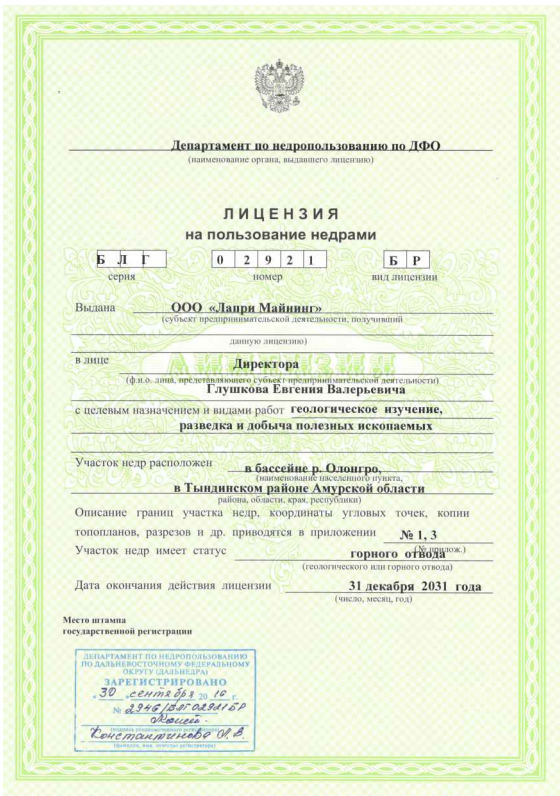 Департамент по недропользованию по ДФО
(наименование органа, выдавшего лицензию)
ЛИЦЕНЗИЯ
на пользование недрами
Б Л Г 0 2 9 2 1 Б Р
серия номер вид лицензии
Выдана ООО «Лапри Майнинг»
(субъект предпринимательской деятельности, получивший
данную лицензию)
в лице Директора
(ф.и.о. лица, представляющего субъект предпринимательской деятельности)
Глушкова Евгения Валерьевича
с целевым назначением и видами работ геологическое изучение,
разведка и добыча полезных ископаемых
Участок недр расположен в бассейне р. Олонгро,
(наименование населенного пункта,
в Тындинском районе Амурской области
района, области, края, республики)
Описание границ участка недр, координаты угловых точек, копии
топопланов, разрезов и др. приводятся в приложении № 1, 3
(№ прилож.)
Участок недр имеет статус горного отвода
(геологического или горного отвода)
Дата окончания действия лицензии 31 декабря 2031 года
(число, месяц, год)
Место штампа
государственной регистрации
ДЕПАРТАМЕНТ ПО НЕДРОПОЛЬЗОВАНИЮ
ПО ДАЛЬНЕВОСТОЧНОМУ ФЕДЕРАЛЬНОМУ
ОКРУГУ (ДАЛЬНЕДРА)
ЗАРЕГИСТРИРОВАНО
«30» сентября 2016 г.
№ 2946/БЛГ02921БР
Константинова